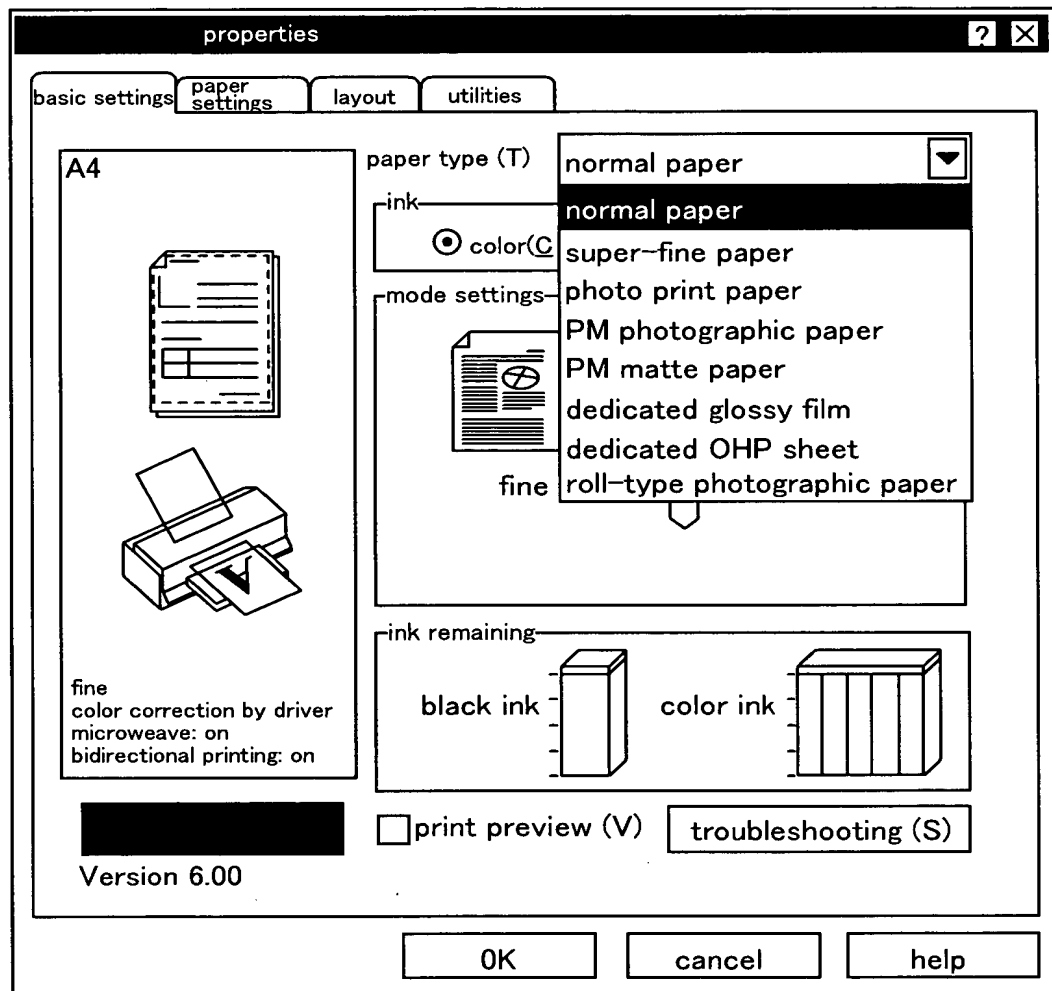 properties
?
basic settings
paper settings
layout
utilities
A4
paper type (T)
normal paper
normal paper
super-fine paper
photo print paper
PM photographic paper
PM matte paper
dedicated glossy film
dedicated OHP sheet
roll-type photographic paper
ink
color(C
mode settings
fine
fine
color correction by driver
microweave: on
bidirectional printing: on
ink remaining
black ink
color ink
Version 6.00
print preview (V)
troubleshooting (S)
OK
cancel
help